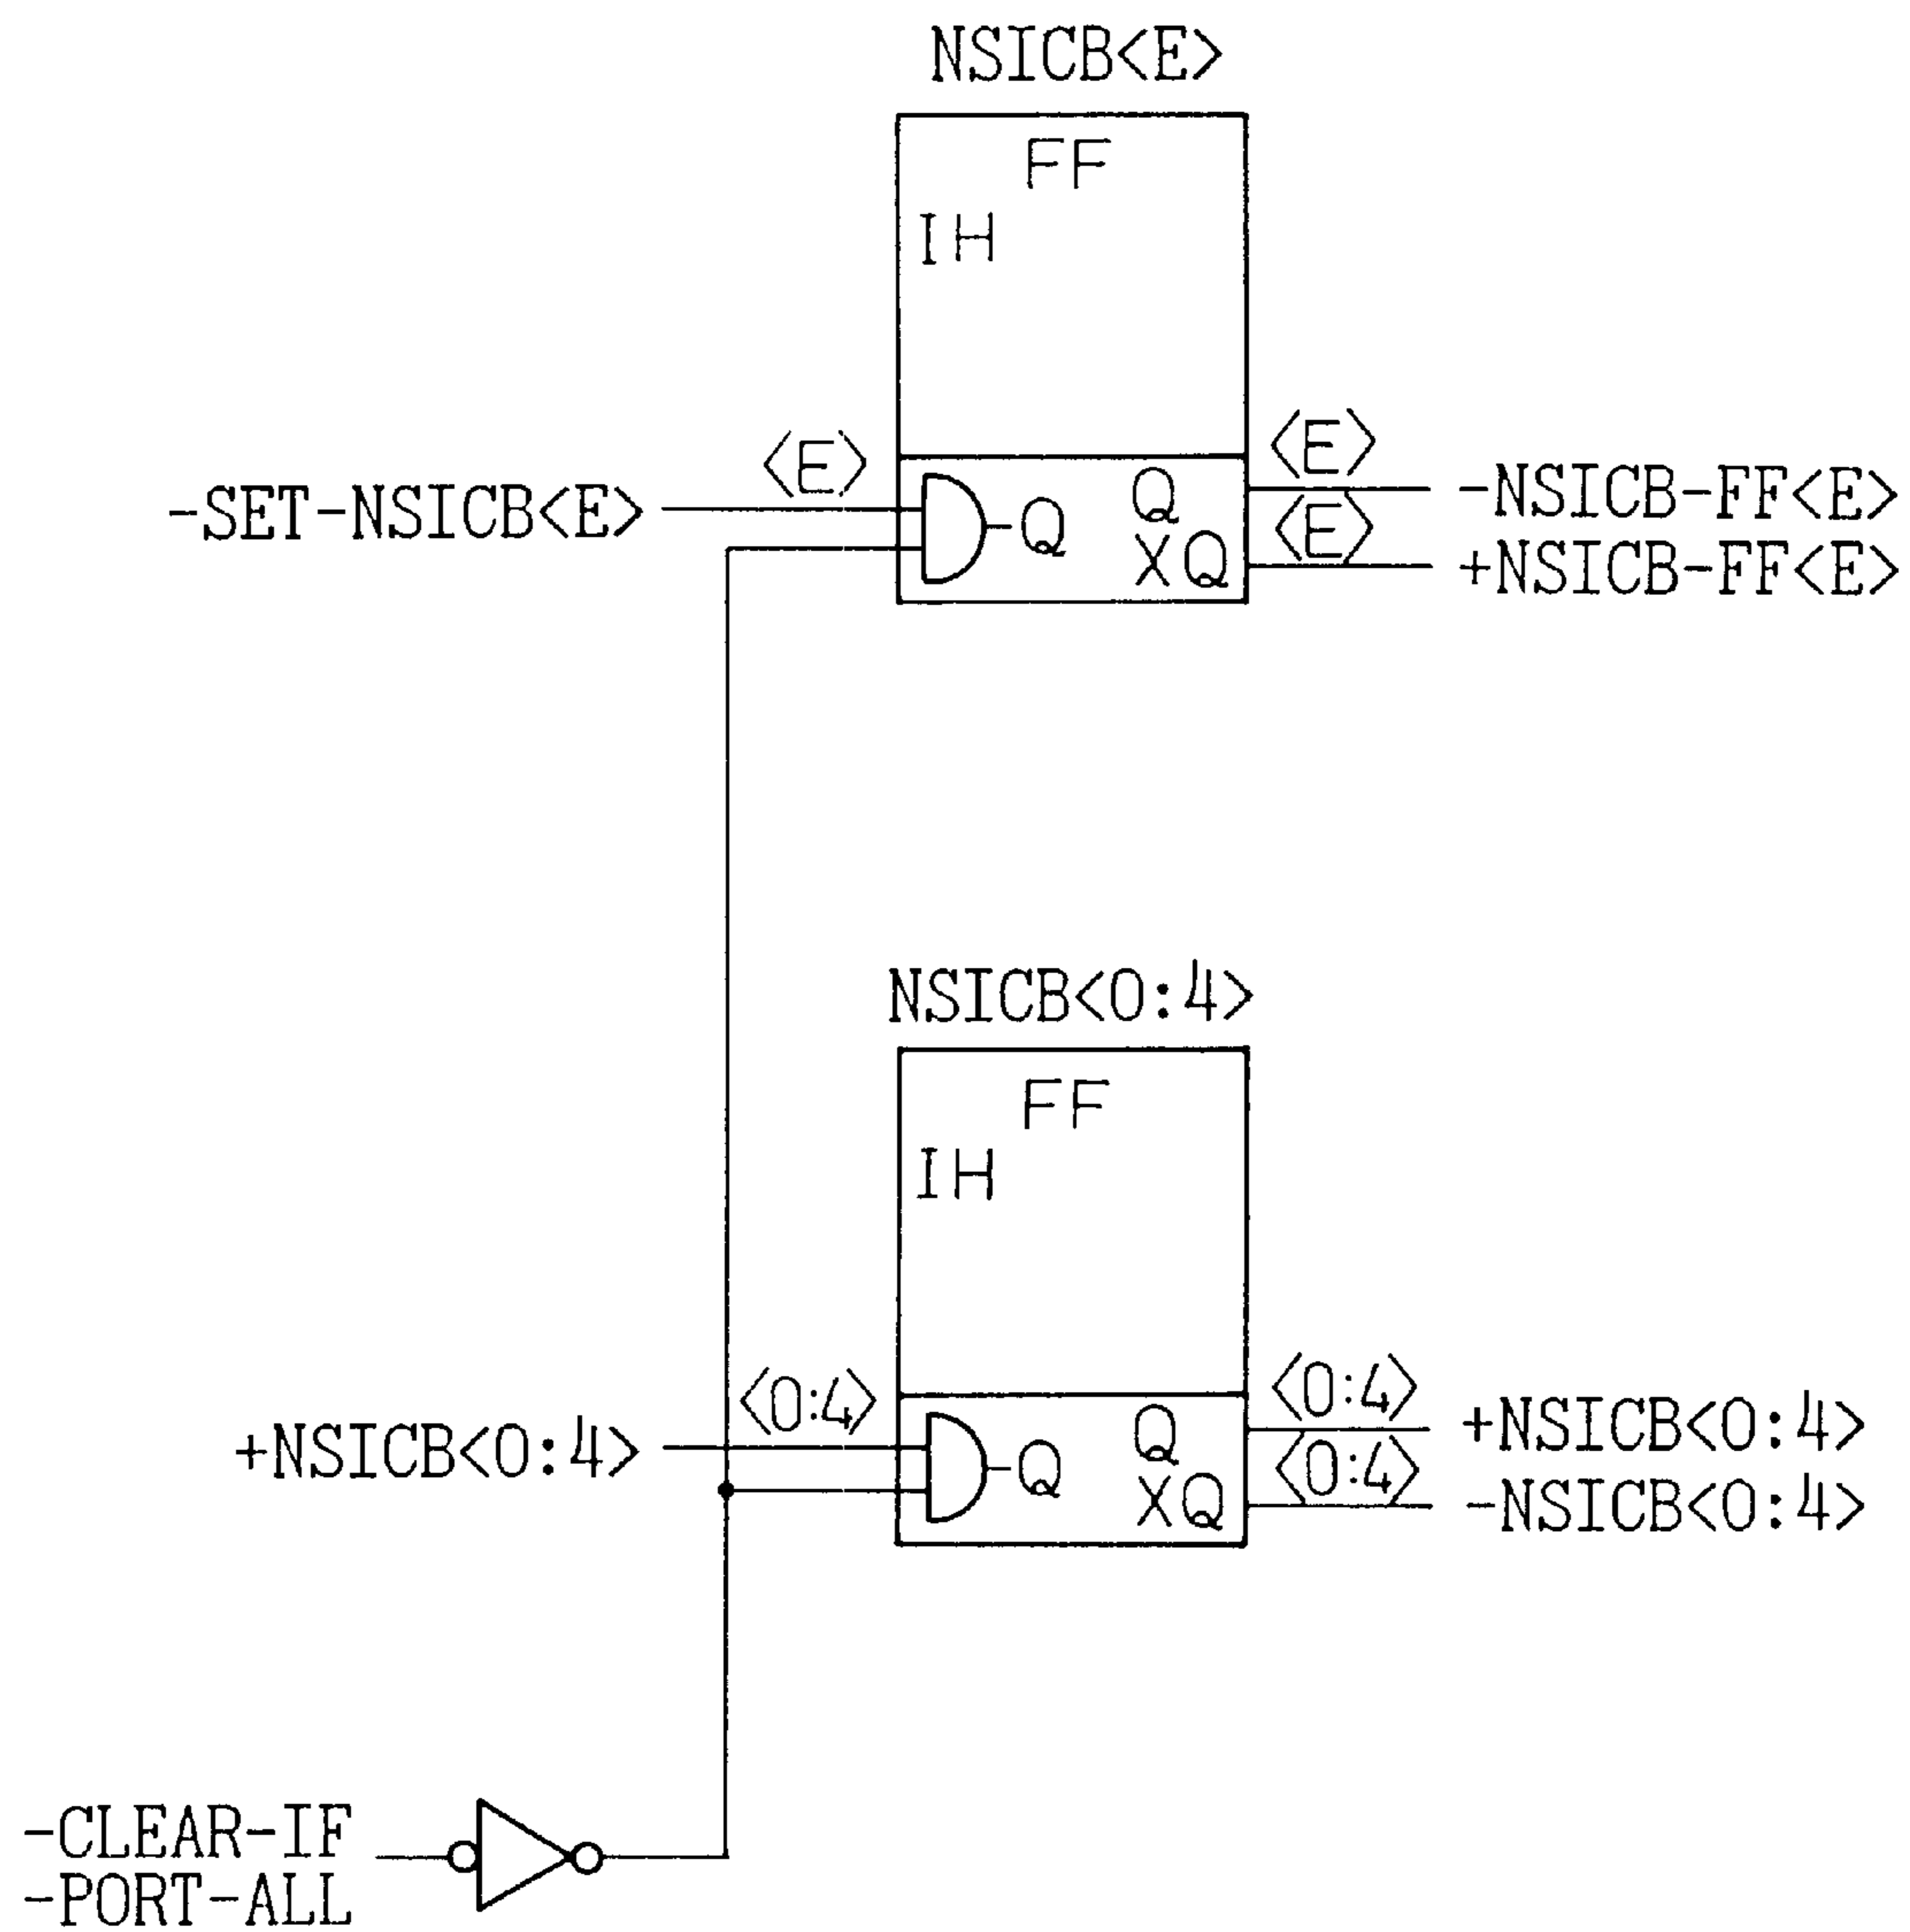 NSICB<E>
FF
IH
<E>
<E>
-SET-NSICB<E>
Q
Q
-NSICB-FF<E>
<E>
XQ
+NSICB-FF<E>
NSICB<0:4>
FF
IH
<0:4>
<0:4>
+NSICB<0:4>
Q
Q
+NSICB<0:4>
<0:4>
XQ
-NSICB<0:4>
-CLEAR-IF
-PORT-ALL